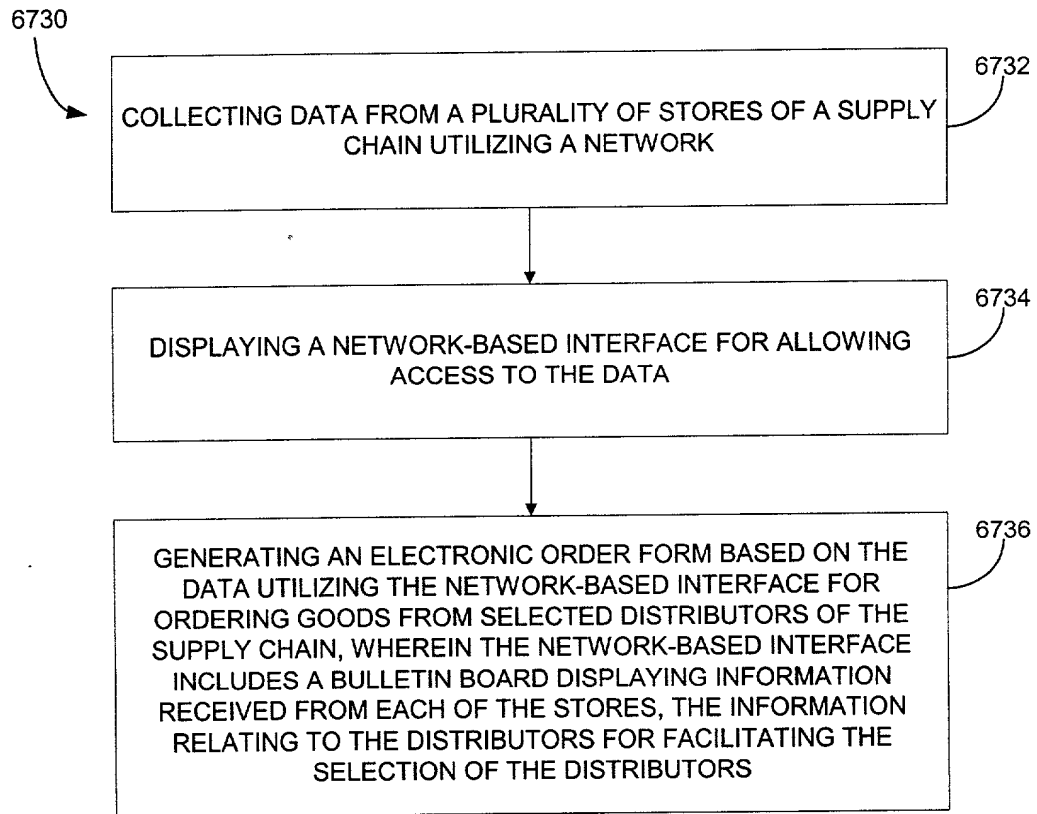 6730
6732
COLLECTING DATA FROM A PLURALITY OF STORES OF A SUPPLY
CHAIN UTILIZING A NETWORK
6734
DISPLAYING A NETWORK-BASED INTERFACE FOR ALLOWING
ACCESS TO THE DATA
6736
GENERATING AN ELECTRONIC ORDER FORM BASED ON THE
DATA UTILIZING THE NETWORK-BASED INTERFACE FOR
ORDERING GOODS FROM SELECTED DISTRIBUTORS OF THE
SUPPLY CHAIN, WHEREIN THE NETWORK-BASED INTERFACE
INCLUDES A BULLETIN BOARD DISPLAYING INFORMATION
RECEIVED FROM EACH OF THE STORES, THE INFORMATION
RELATING TO THE DISTRIBUTORS FOR FACILITATING THE
SELECTION OF THE DISTRIBUTORS